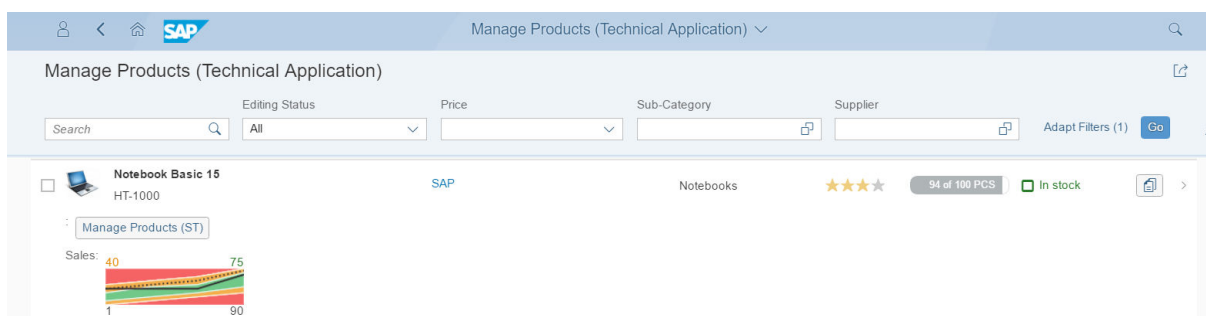 SAP Manage Products (Technical Application)
Manage Products (Technical Application)
Editing Status Price Sub-Category Supplier
Search All Adapt Filters (1) Go
Notebook Basic 15
HT-1000 SAP Notebooks 94 of 100 PCS In stock
: Manage Products (ST)
Sales: 40 75
1 90